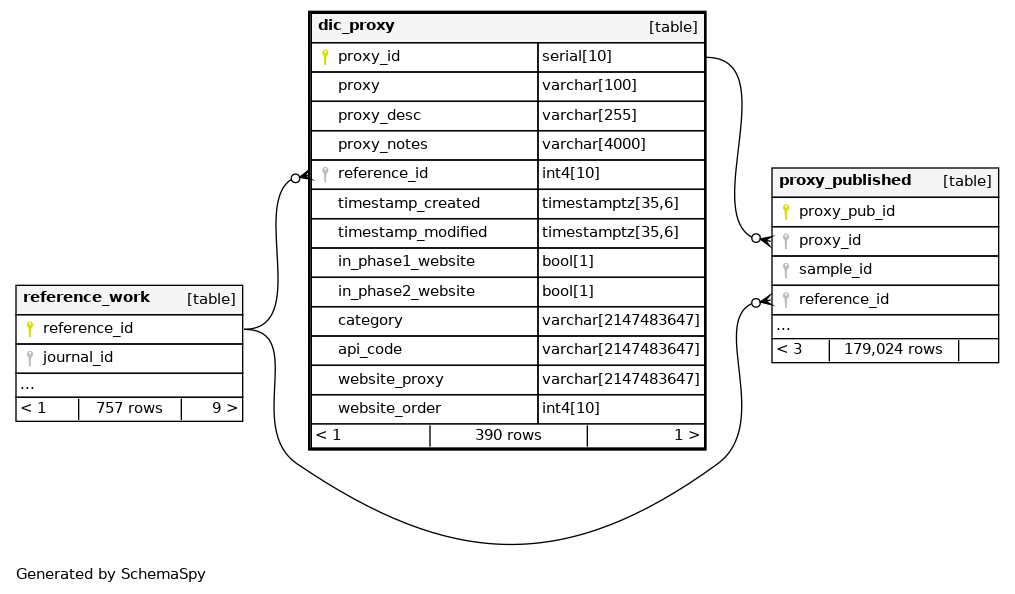 dic_proxy [table]
proxy_id serial[10]
proxy varchar[100]
proxy_desc varchar[255]
proxy_notes varchar[4000]
reference_id int4[10]
timestamp_created timestamptz[35,6]
timestamp_modified timestamptz[35,6]
in_phase1_website bool[1]
in_phase2_website bool[1]
category varchar[2147483647]
api_code varchar[2147483647]
website_proxy varchar[2147483647]
website_order int4[10]
< 1 390 rows 1 >
proxy_published [table]
proxy_pub_id
proxy_id
sample_id
reference_id
...
< 3 179,024 rows
reference_work [table]
reference_id
journal_id
...
< 1 757 rows 9 >
Generated by SchemaSpy